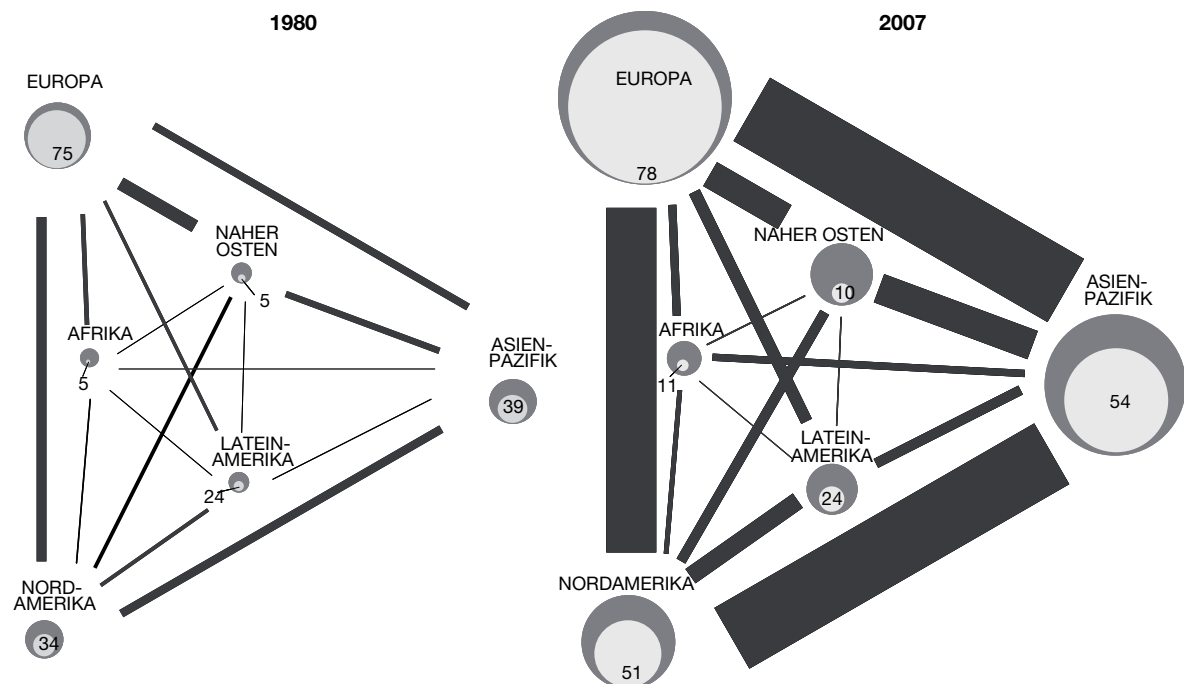 1980
EUROPA
75
NAHER
OSTEN
5
AFRIKA
5
ASIEN-
PAZIFIK
39
LATEIN-
AMERIKA
24
NORD-
AMERIKA
34
2007
EUROPA
78
NAHER OSTEN
10
ASIEN-
PAZIFIK
54
AFRIKA
11
LATEIN-
AMERIKA
24
NORDAMERIKA
51